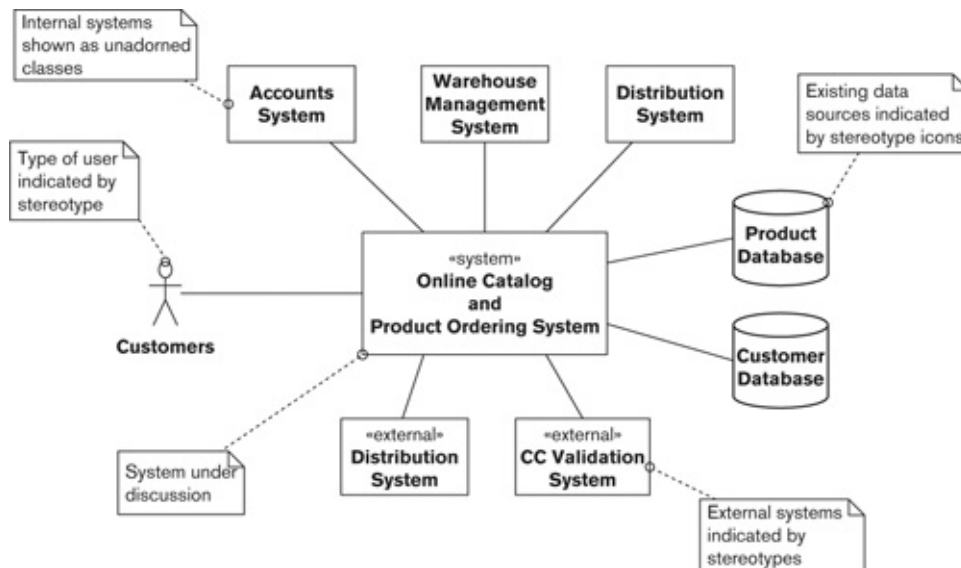 Internal systems
shown as unadorned
classes
Accounts
System
Warehouse
Management
System
Distribution
System
Existing data
sources indicated
by stereotype icons
Type of user
indicated by
stereotype
Product
Database
«system»
Online Catalog
and
Product Ordering System
Customers
Customer
Database
«external»
Distribution
System
«external»
CC Validation
System
System under
discussion
External systems
indicated by
stereotypes